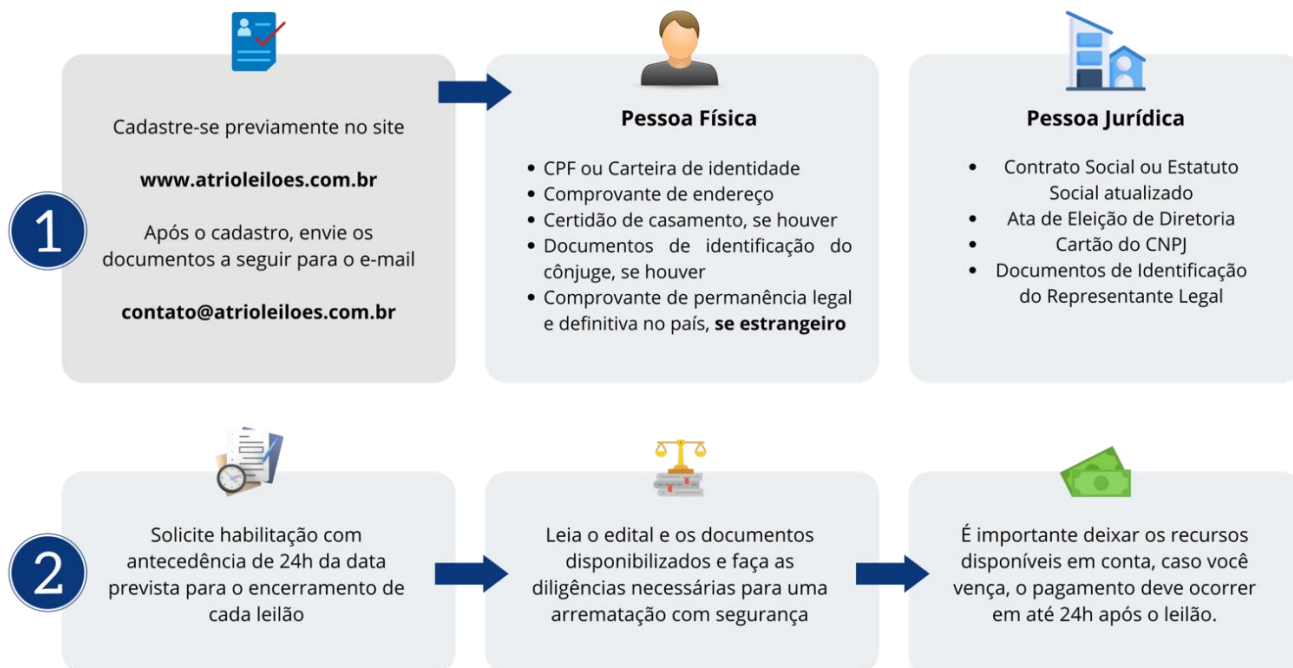 1
Cadastre-se previamente no site
www.atrioleiloes.com.br
Após o cadastro, envie os
documentos a seguir para o e-mail
contato@atrioleiloes.com.br
Pessoa Física
• CPF ou Carteira de identidade
• Comprovante de endereço
• Certidão de casamento, se houver
• Documentos de identificação do
cônjuge, se houver
• Comprovante de permanência legal
e definitiva no país, se estrangeiro
Pessoa Jurídica
• Contrato Social ou Estatuto
Social atualizado
• Ata de Eleição de Diretoria
• Cartão do CNPJ
• Documentos de Identificação
do Representante Legal
2
Solicite habilitação com
antecedência de 24h da data
prevista para o encerramento de
cada leilão
Leia o edital e os documentos
disponibilizados e faça as
diligências necessárias para uma
arrematação com segurança
É importante deixar os recursos
disponíveis em conta, caso você
vença, o pagamento deve ocorrer
em até 24h após o leilão.